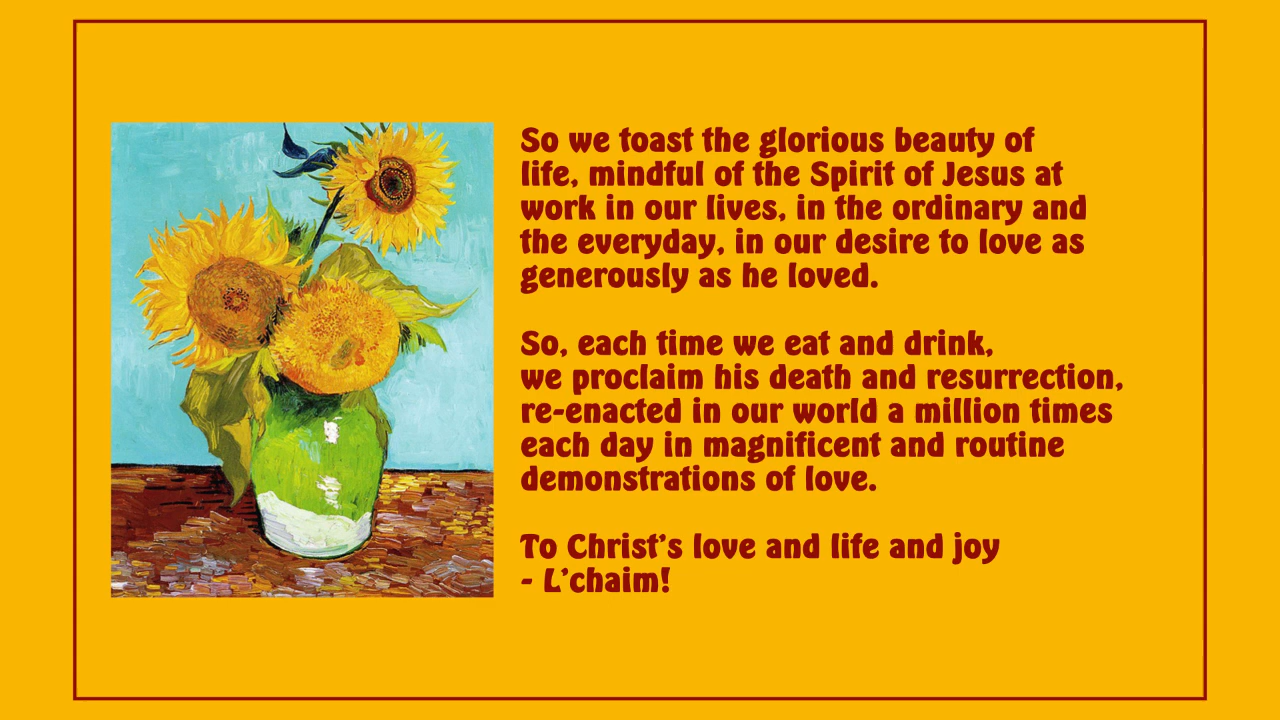 So we toast the glorious beauty of
life, mindful of the Spirit of Jesus at
work in our lives, in the ordinary and
the everyday, in our desire to love as
generously as he loved.
So, each time we eat and drink,
we proclaim his death and resurrection,
re-enacted in our world a million times
each day in magnificent and routine
demonstrations of love.
To Christ's love and life and joy
- L'chaim!